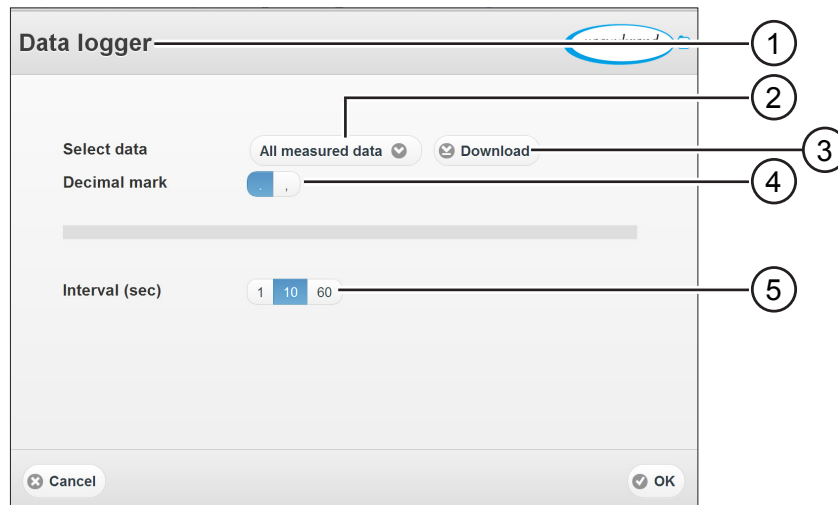 Data logger
1
2
Select data All measured data Download
3
Decimal mark . ,
4
Interval (sec) 1 10 60
5
Cancel OK